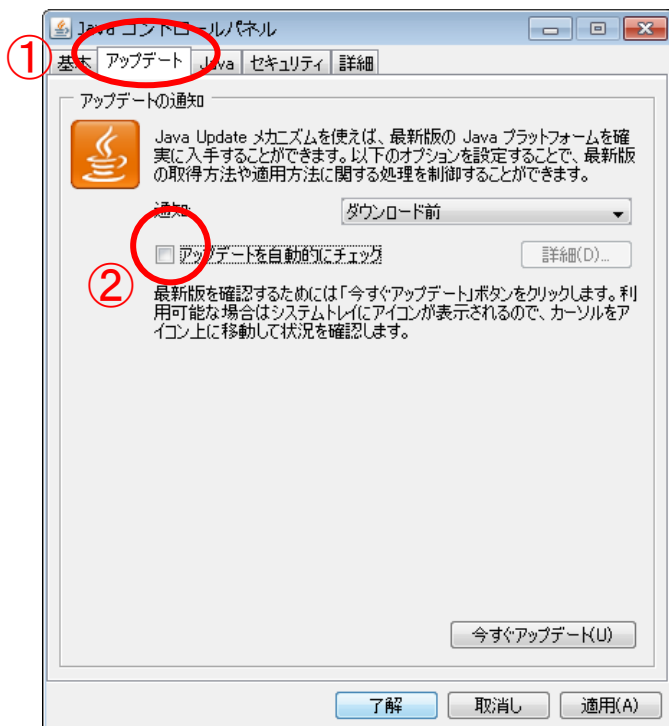 Java コントロールパネル
①
基本 アップデート Java セキュリティ 詳細
アップデートの通知
Java Update メカニズムを使えば、最新版の Java プラットフォームを確
実に入手することができます。以下のオプションを設定することで、最新版
の取得方法や適用方法に関する処理を制御することができます。
通知: ダウンロード前
アップデートを自動的にチェック 詳細(D)...
②
最新版を確認するためには「今すぐアップデート」ボタンをクリックします。利
用可能な場合はシステムトレイにアイコンが表示されるので、カーソルをア
イコン上に移動して状況を確認します。
今すぐアップデート(U)
了解 取消し 適用(A)